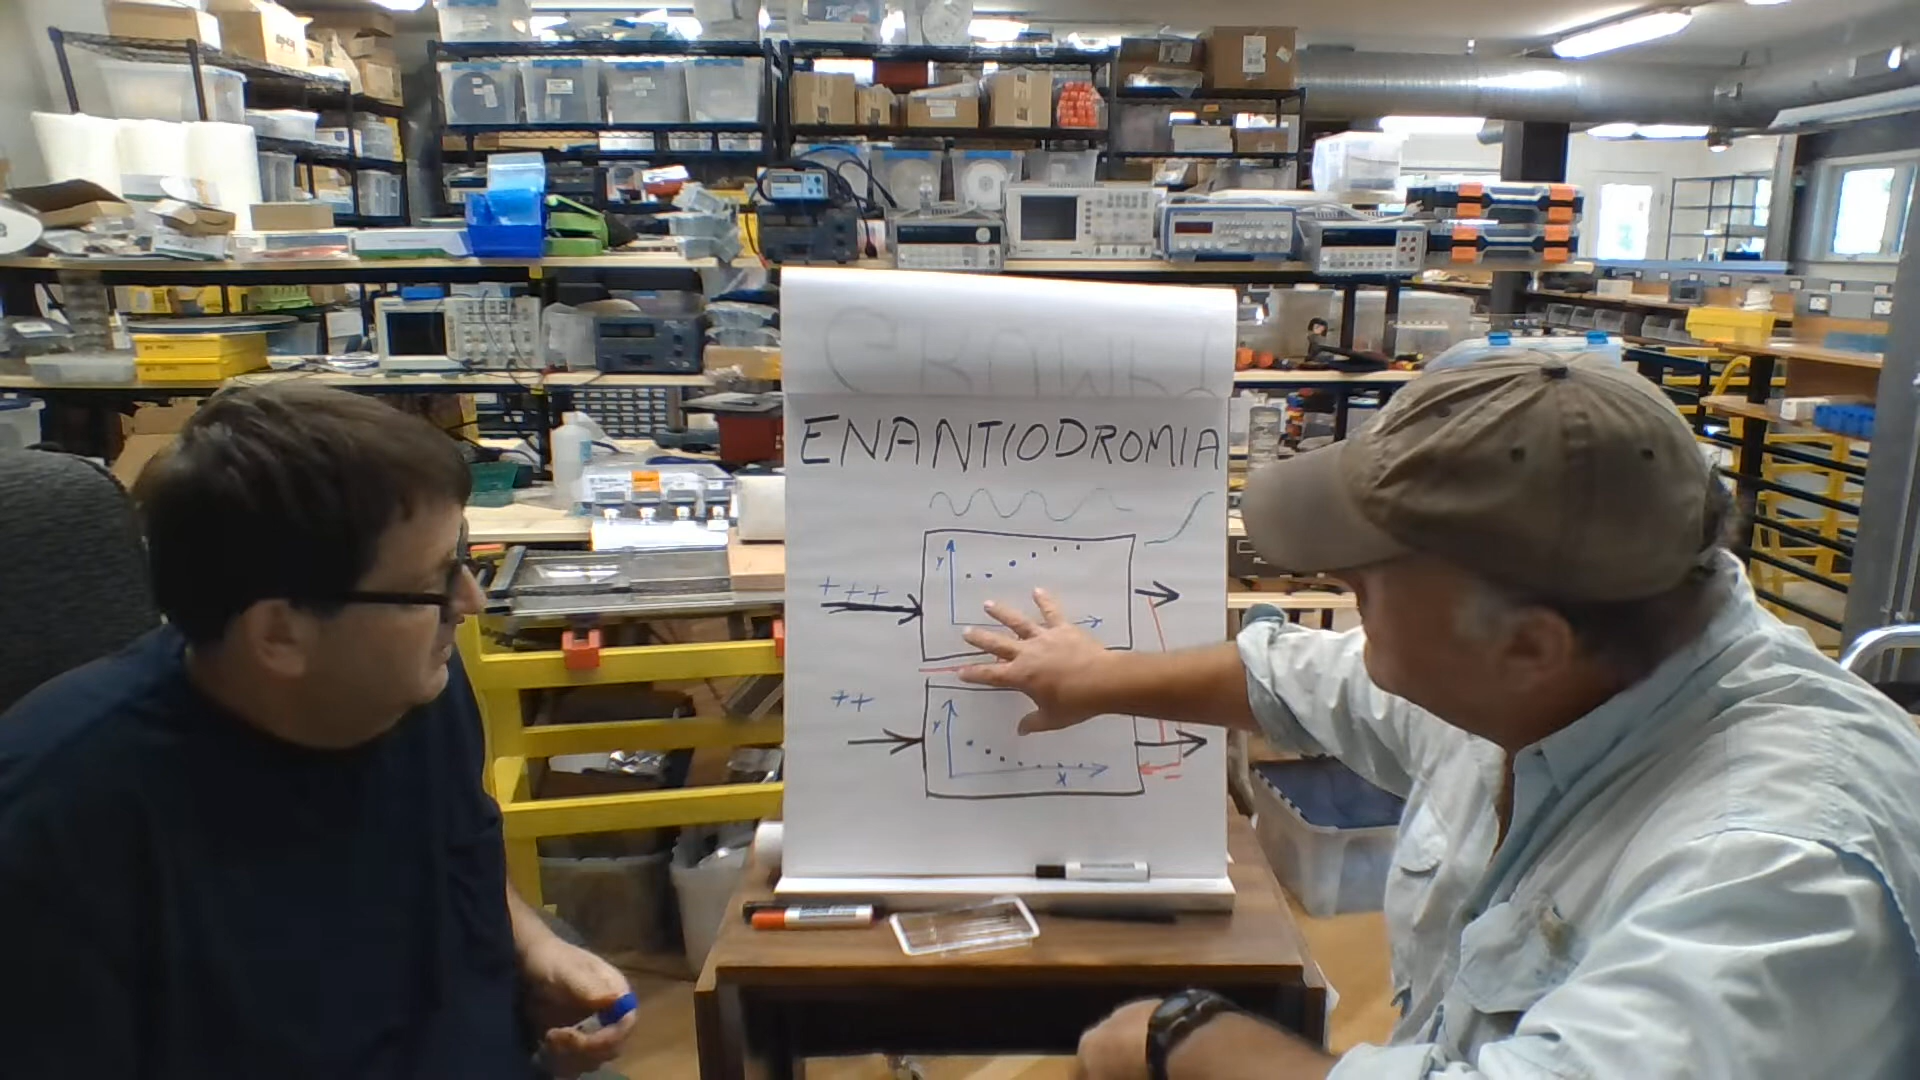 ENANTIODROMIA
y
+++
x
++
y
x
−